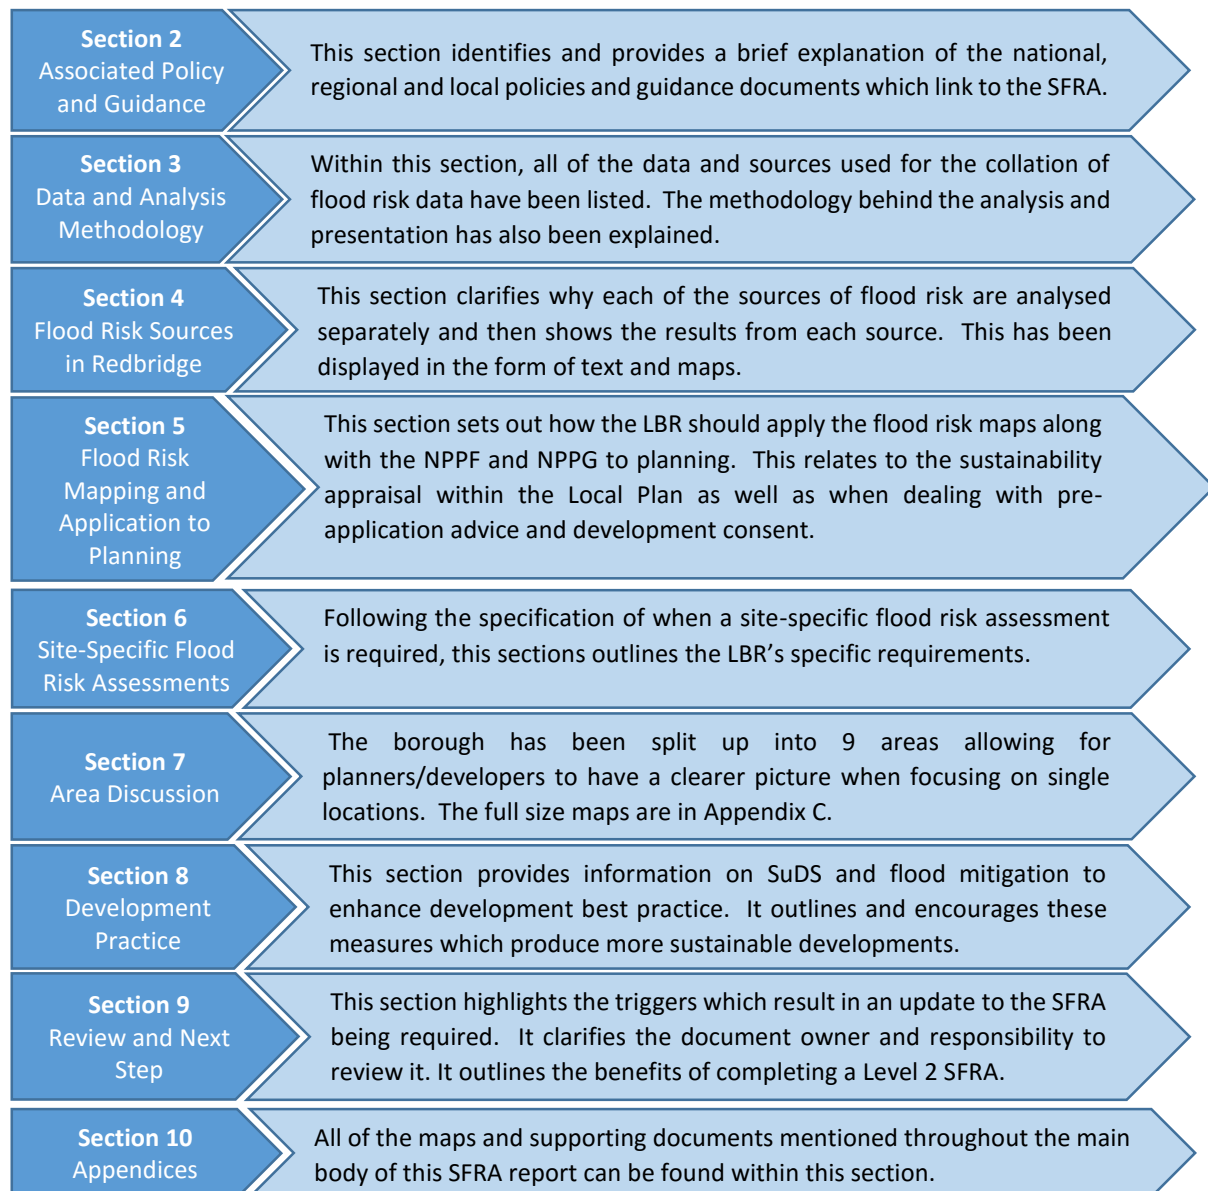 Section 2
Associated Policy
and Guidance
This section identifies and provides a brief explanation of the national,
regional and local policies and guidance documents which link to the SFRA.
Section 3
Data and Analysis
Methodology
Within this section, all of the data and sources used for the collation of
flood risk data have been listed. The methodology behind the analysis and
presentation has also been explained.
Section 4
Flood Risk Sources
in Redbridge
This section clarifies why each of the sources of flood risk are analysed
separately and then shows the results from each source. This has been
displayed in the form of text and maps.
Section 5
Flood Risk
Mapping and
Application to
Planning
This section sets out how the LBR should apply the flood risk maps along
with the NPPF and NPPG to planning. This relates to the sustainability
appraisal within the Local Plan as well as when dealing with pre-
application advice and development consent.
Section 6
Site-Specific Flood
Risk Assessments
Following the specification of when a site-specific flood risk assessment
is required, this sections outlines the LBR’s specific requirements.
Section 7
Area Discussion
The borough has been split up into 9 areas allowing for
planners/developers to have a clearer picture when focusing on single
locations. The full size maps are in Appendix C.
Section 8
Development
Practice
This section provides information on SuDS and flood mitigation to
enhance development best practice. It outlines and encourages these
measures which produce more sustainable developments.
Section 9
Review and Next
Step
This section highlights the triggers which result in an update to the SFRA
being required. It clarifies the document owner and responsibility to
review it. It outlines the benefits of completing a Level 2 SFRA.
Section 10
Appendices
All of the maps and supporting documents mentioned throughout the main
body of this SFRA report can be found within this section.